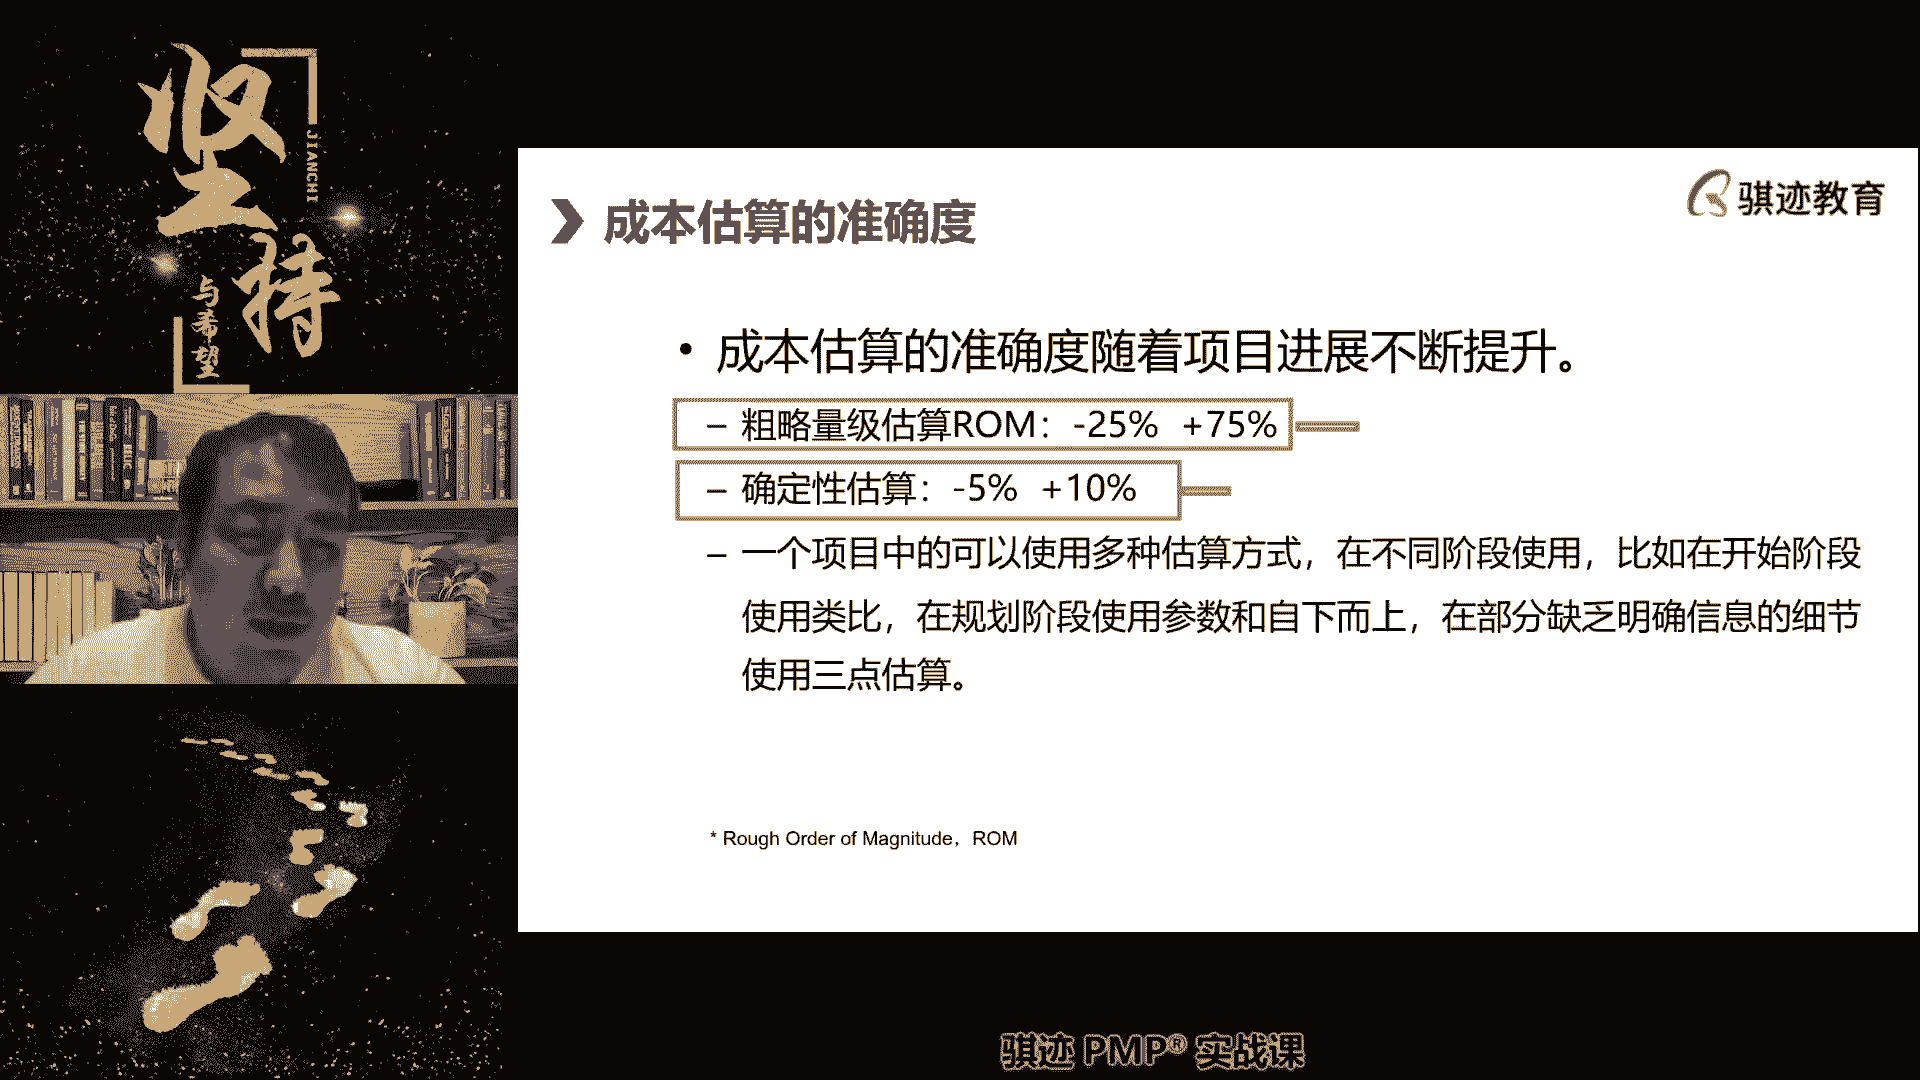 坚持
JIANCHI
与希望
骐迹教育
成本估算的准确度
• 成本估算的准确度随着项目进展不断提升。
– 粗略量级估算ROM：-25% +75%
– 确定性估算：-5% +10%
– 一个项目中的可以使用多种估算方式，在不同阶段使用，比如在开始阶段
使用类比，在规划阶段使用参数和自下而上，在部分缺乏明确信息的细节
使用三点估算。
* Rough Order of Magnitude，ROM
骐迹 PMP® 实战课